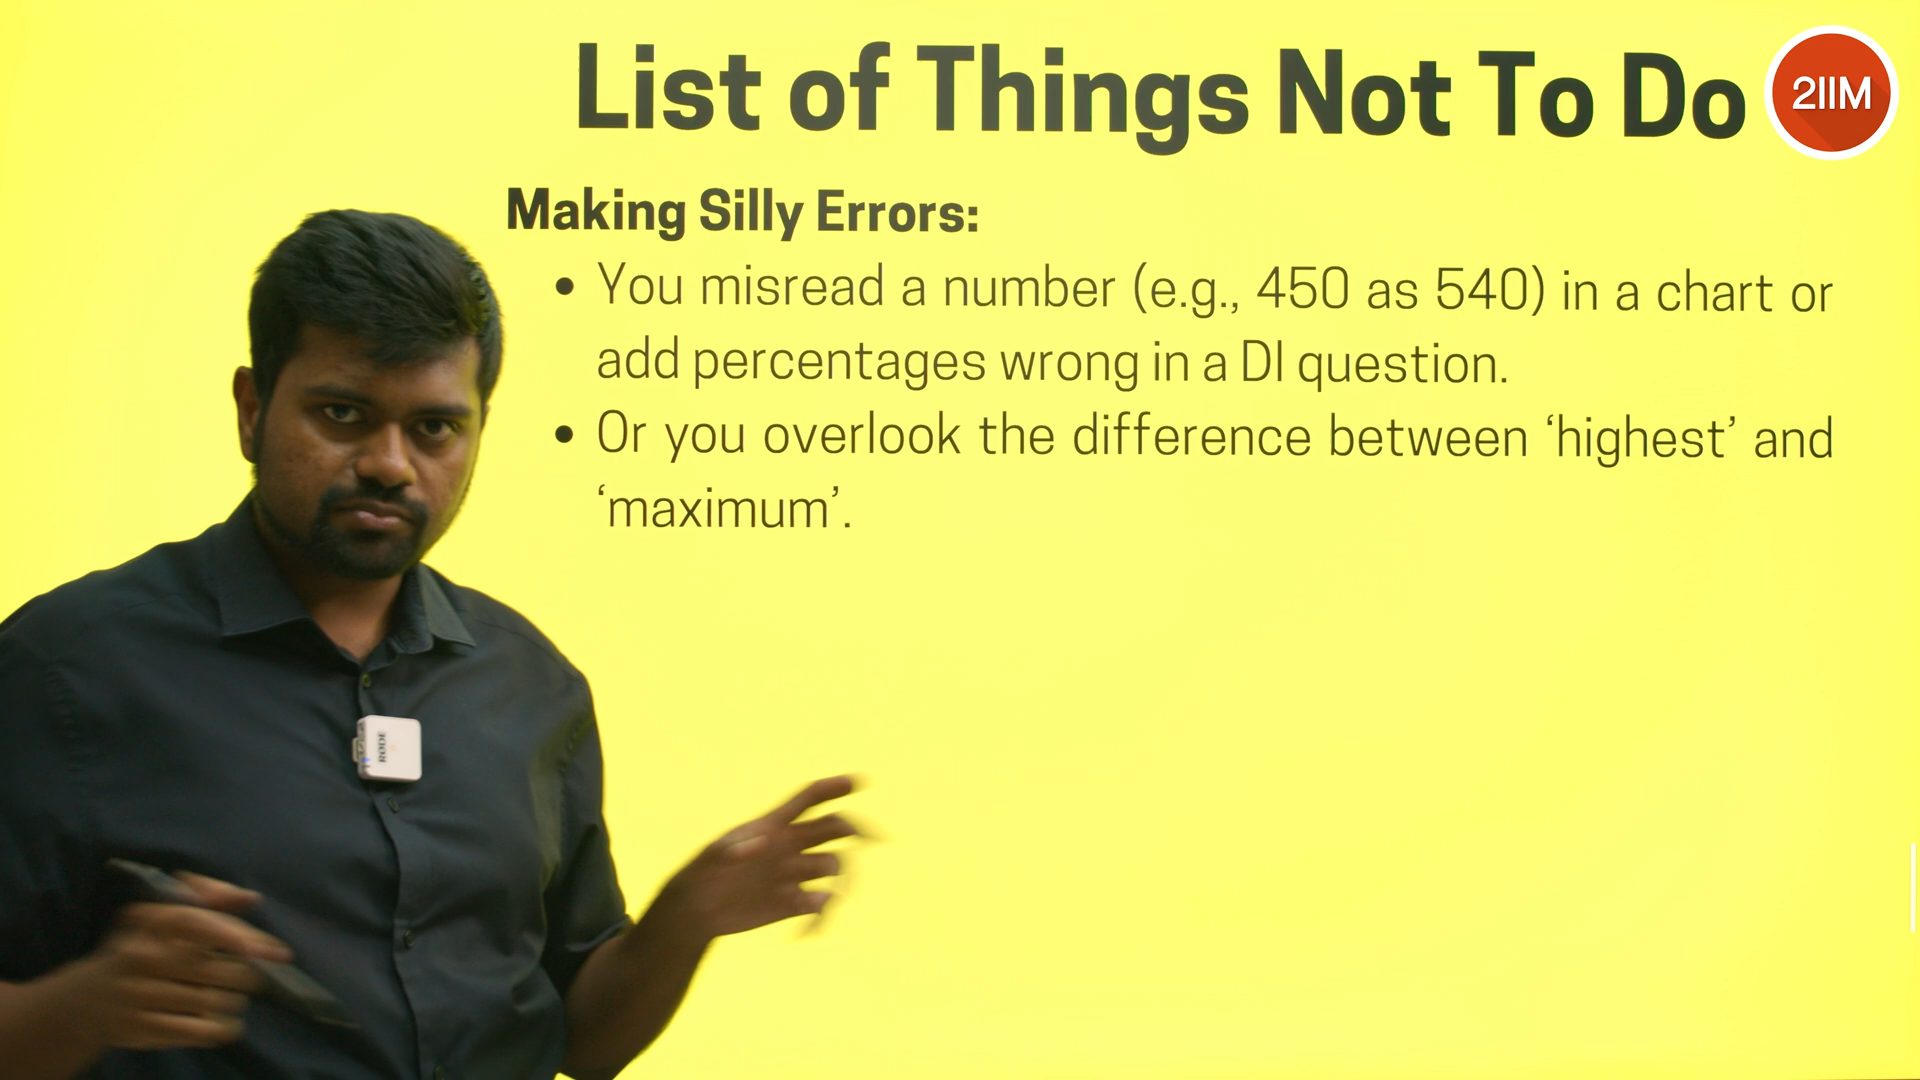 List of Things Not To Do
2IIM
Making Silly Errors:
• You misread a number (e.g., 450 as 540) in a chart or
add percentages wrong in a DI question.
• Or you overlook the difference between ‘highest’ and
‘maximum’.
RØDE